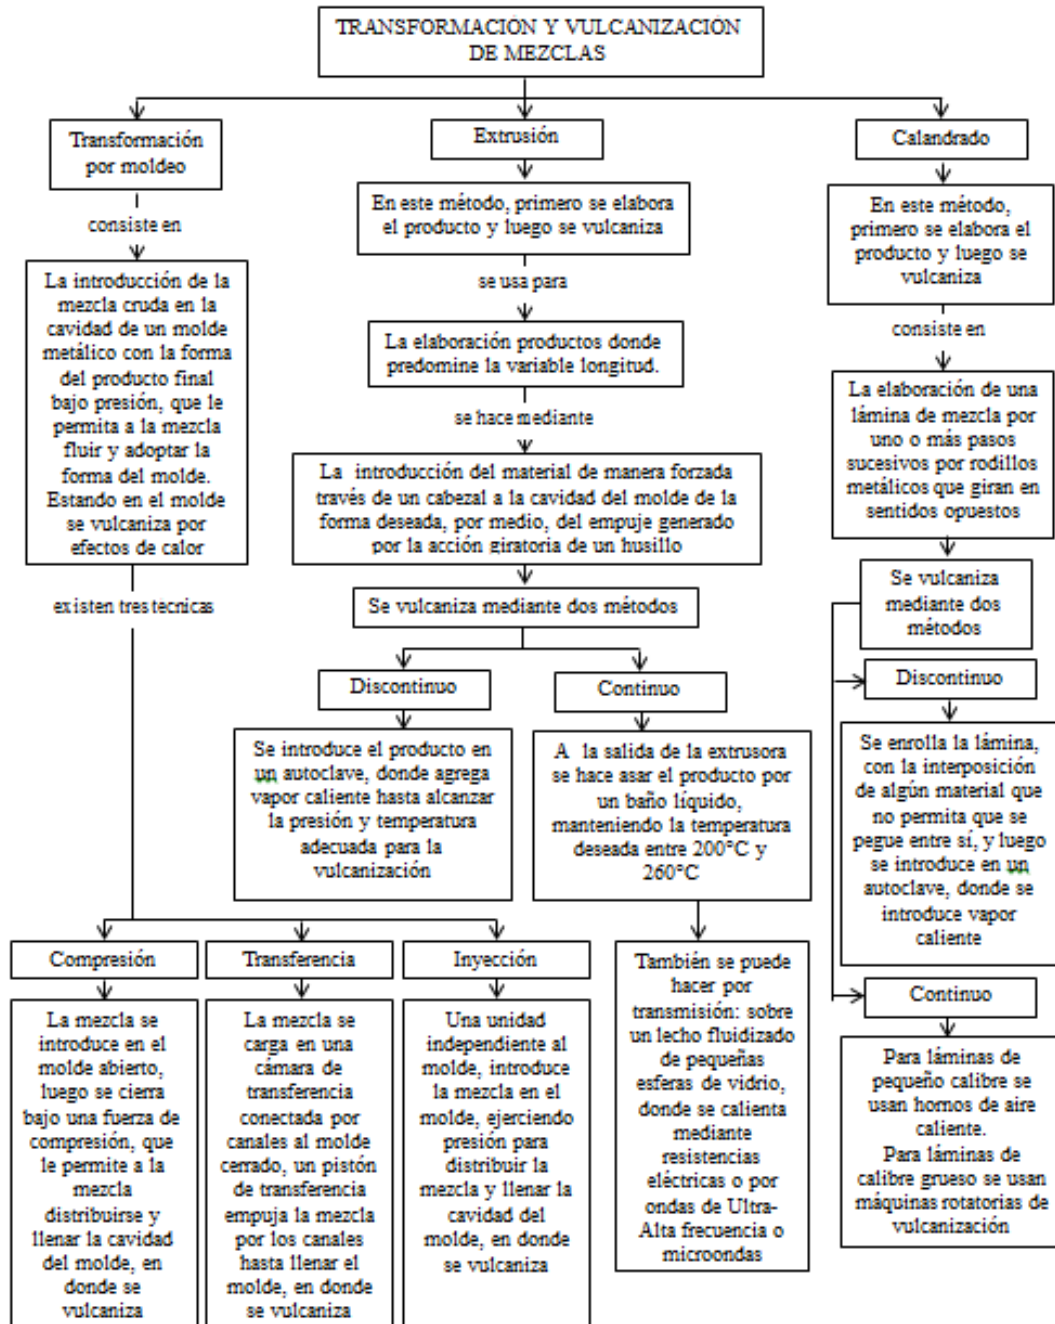 TRANSFORMACIÓN Y VULCANIZACIÓN
DE MEZCLAS
Transformación
por moldeo
consiste en
La introducción de la
mezcla cruda en la
cavidad de un molde
metálico con la forma
del producto final
bajo presión, que le
permita a la mezcla
fluir y adoptar la
forma del molde.
Estando en el molde
se vulcaniza por
efectos de calor
existen tres tecnicas
Compresión
La mezcla se
introduce en el
molde abierto,
luego se cierra
bajo una fuerza de
compresión, que
le permite a la
mezcla
distribuirse y
llenar la cavidad
del molde, en
donde se
vulcaniza
Transferencia
La mezcla se
carga en una
cámara de
transferencia
conectada por
canales al molde
cerrado, un pistón
de transferencia
empuja la mezcla
por los canales
hasta llenar el
molde, en donde
se vulcaniza
Inyección
Una unidad
independiente al
molde, introduce
la mezcla en el
molde, ejerciendo
presión para
distribuir la
mezcla y llenar la
cavidad del
molde, en donde
se vulcaniza
Extrusión
En este método, primero se elabora
el producto y luego se vulcaniza
se usa para
La elaboración productos donde
predomine la variable longitud.
se hace mediante
La introducción del material de manera forzada
través de un cabezal a la cavidad del molde de la
forma deseada, por medio, del empuje generado
por la acción giratoria de un husillo
Se vulcaniza mediante dos métodos
Discontinuo
Se introduce el producto en
un autoclave, donde agrega
vapor caliente hasta alcanzar
la presión y temperatura
adecuada para la
vulcanización
Continuo
A la salida de la extrusora
se hace asar el producto por
un baño líquido,
manteniendo la temperatura
deseada entre 200°C y
260°C
También se puede
hacer por
transmisión: sobre
un lecho fluidizado
de pequeñas
esferas de vidrio,
donde se calienta
mediante
resistencias
eléctricas o por
ondas de Ultra-
Alta frecuencia o
microondas
Calandrado
En este método,
primero se elabora el
producto y luego se
vulcaniza
consiste en
La elaboración de una
lámina de mezcla por
uno o más pasos
sucesivos por rodillos
metálicos que giran en
sentidos opuestos
Se vulcaniza
mediante dos
métodos
Discontinuo
Se enrolla la lámina,
con la interposición
de algún material que
no permita que se
pegue entre sí, y luego
se introduce en un
autoclave, donde se
introduce vapor
caliente
Continuo
Para láminas de
pequeño calibre se
usan hornos de aire
caliente.
Para láminas de
calibre grueso se usan
máquinas rotatorias de
vulcanización